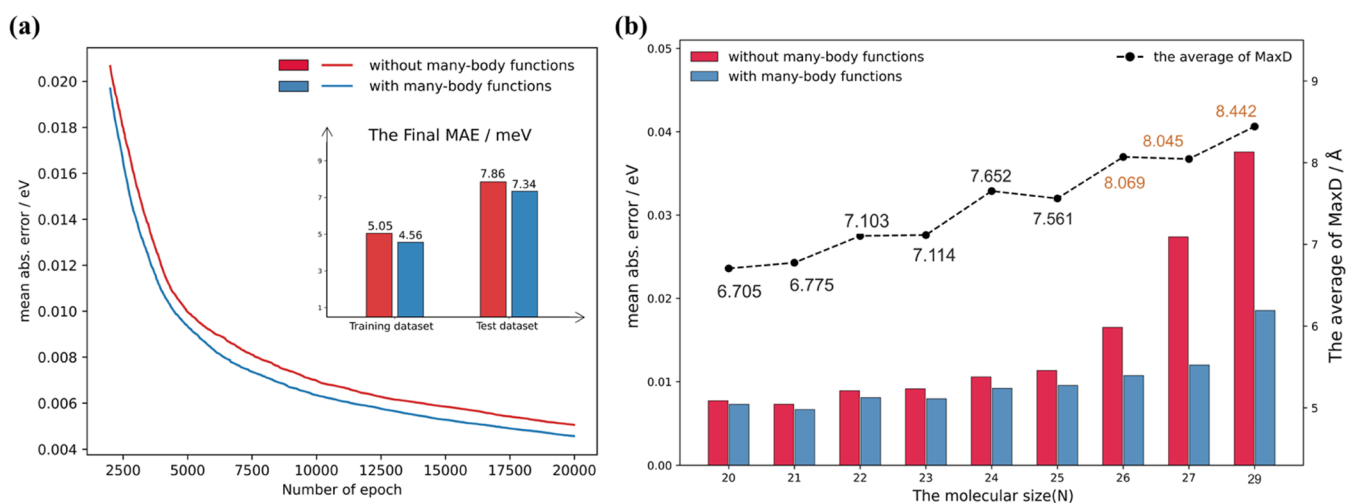 (a)
0.020
0.018
0.016
0.014
0.012
0.010
0.008
0.006
0.004
mean abs. error / eV
2500 5000 7500 10000 12500 15000 17500 20000
Number of epoch
without many-body functions
with many-body functions
The Final MAE / meV
9
7
5
3
1
5.05
4.56
7.86
7.34
Training dataset
Test dataset
(b)
0.05
0.04
0.03
0.02
0.01
0.00
mean abs. error / eV
without many-body functions
with many-body functions
the average of MaxD
6.705
6.775
7.103
7.114
7.652
7.561
8.069
8.045
8.442
9
8
7
6
5
The average of MaxD / Å
20 21 22 23 24 25 26 27 29
The molecular size(N)